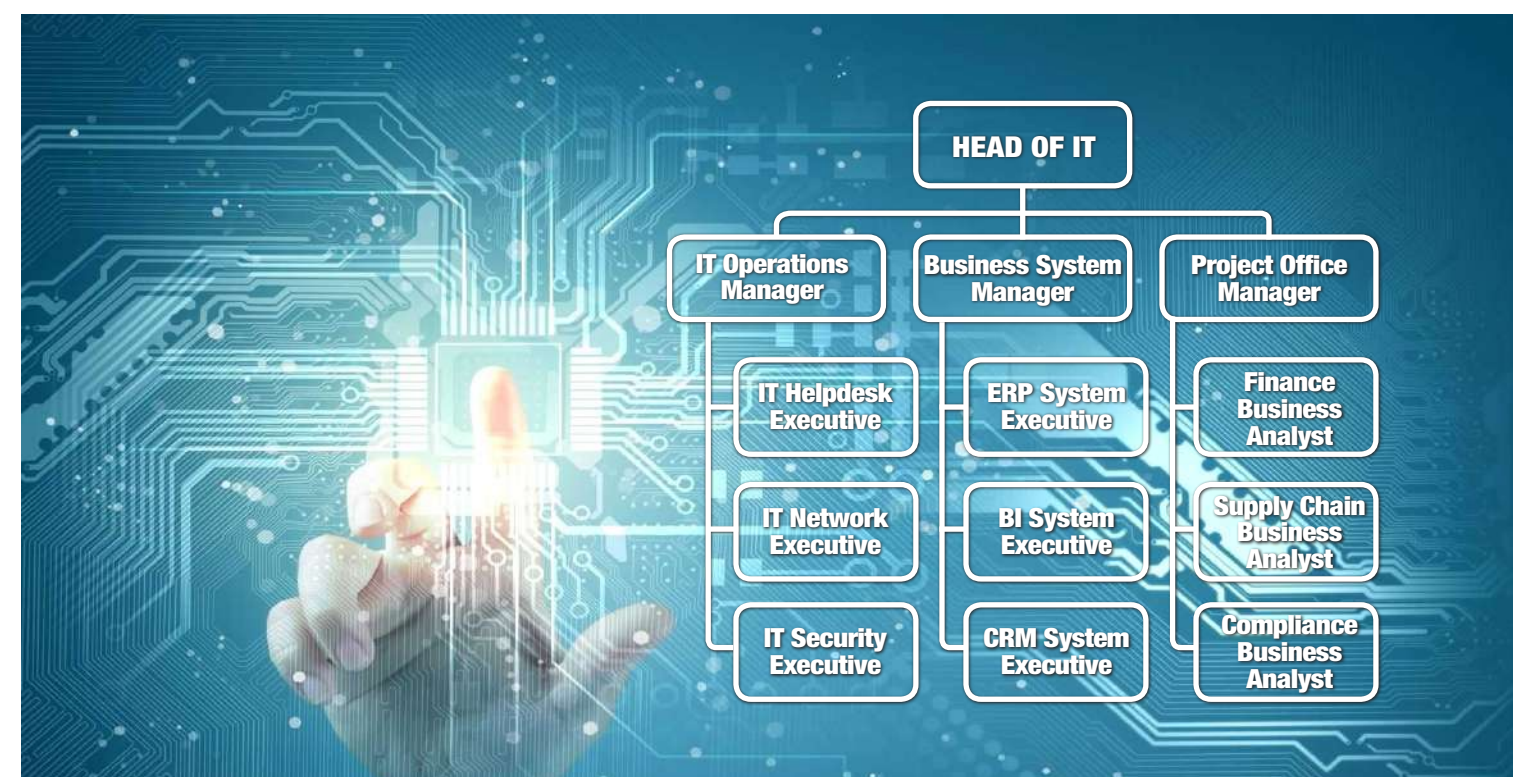 HEAD OF IT
IT Operations
Manager
Business System
Manager
Project Office
Manager
IT Helpdesk
Executive
ERP System
Executive
Finance
Business
Analyst
IT Network
Executive
BI System
Executive
Supply Chain
Business
Analyst
IT Security
Executive
CRM System
Executive
Compliance
Business
Analyst